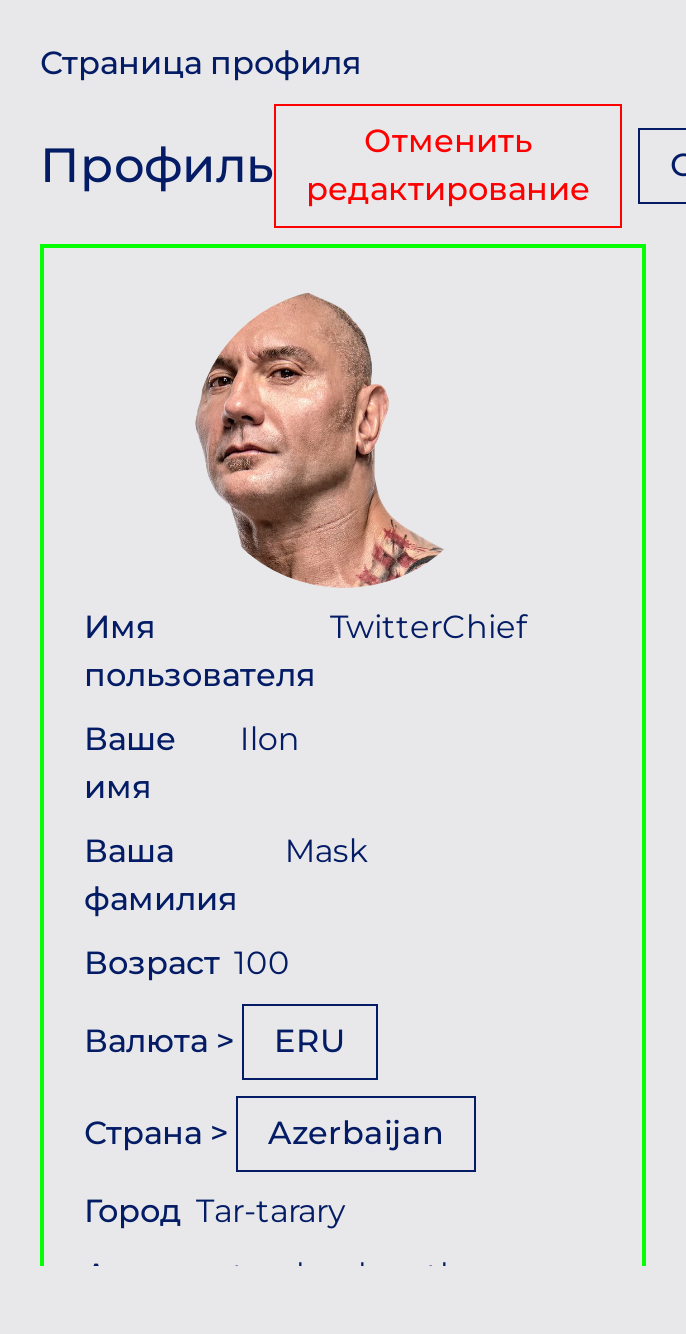 Страница профиля
Профиль
Отменить
редактирование
Имя TwitterChief
пользователя
Ваше Ilon
имя
Ваша Mask
фамилия
Возраст 100
Валюта > ERU
Страна > Azerbaijan
Город Tar-tarary